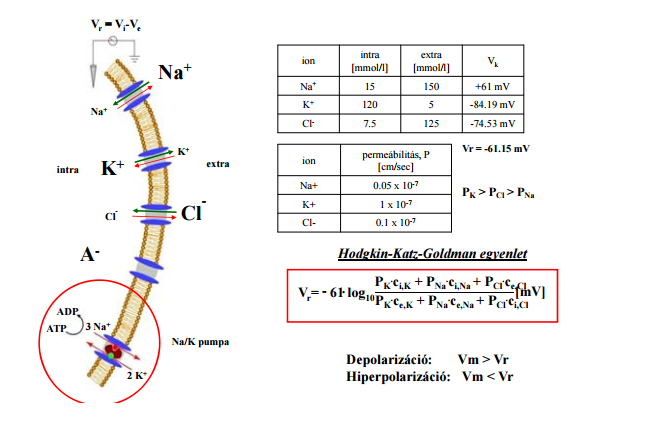 Vr = Vi-Ve
Na+
Na+
K+
K+
intra
extra
Cl-
Cl-
A-
ADP
ATP
3 Na+
2 K+
Na/K pumpa
ion intra [mmol/l] extra [mmol/l] Vk
Na+ 15 150 +61 mV
K+ 120 5 -84.19 mV
Cl- 7.5 125 -74.53 mV
ion permeábilitás, P [cm/sec]
Na+ 0.05 x 10-7
K+ 1 x 10-7
Cl- 0.1 x 10-7
Vr = -61.15 mV
PK > PCl > PNa
Hodgkin-Katz-Goldman egyenlet
Vr= - 61· log10 PK·ci,K + PNa·ci,Na + PCl·ce,Cl
PK·ce,K + PNa·ce,Na + PCl·ci,Cl [mV]
Depolarizáció: Vm > Vr
Hiperpolarizáció: Vm < Vr